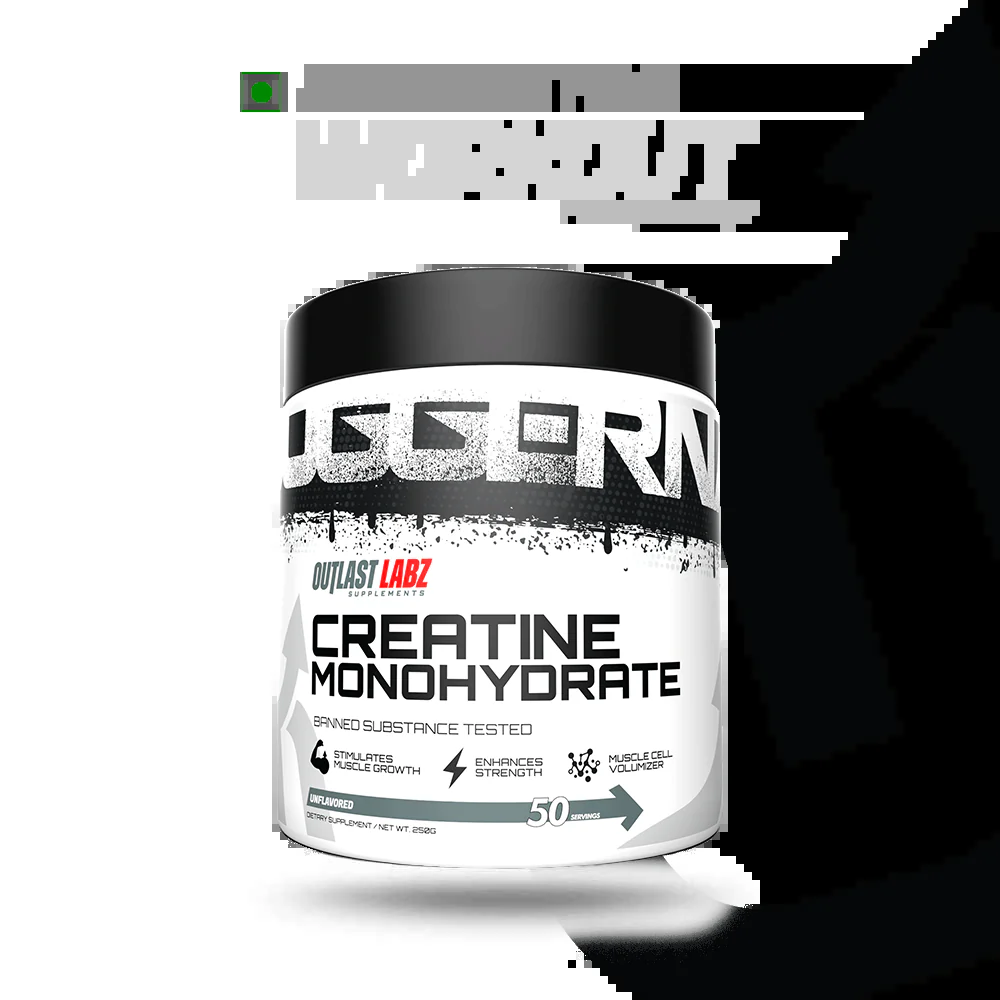 WORKOUT
OUTLAST LABZ
SUPPLEMENTS
CREATINE
MONOHYDRATE
BANNED SUBSTANCE TESTED
STIMULATES
MUSCLE GROWTH
ENHANCES
STRENGTH
MUSCLE CELL
VOLUMIZER
UNFLAVORED
50 SERVINGS
DIETARY SUPPLEMENT / NET WT. 250G